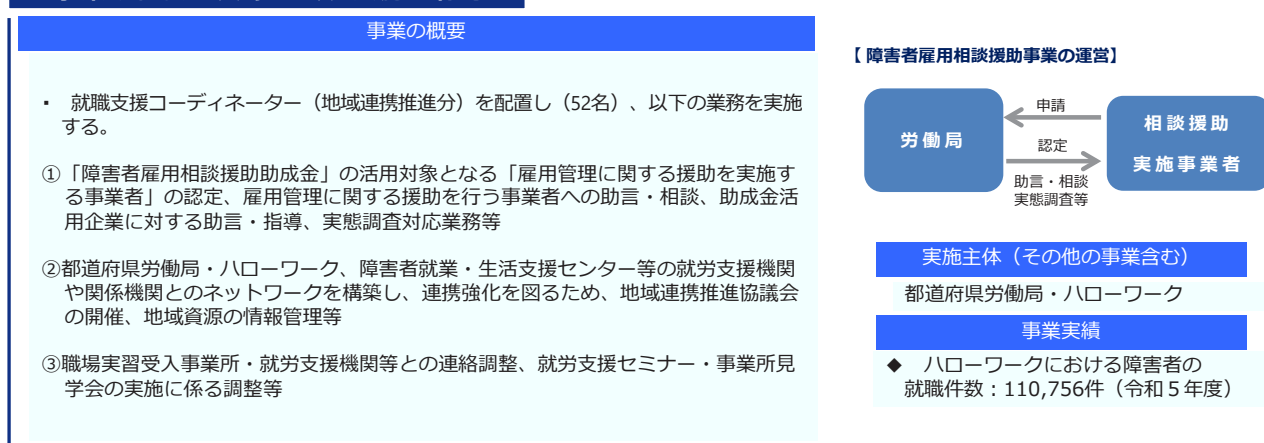 事業の概要
・ 就職支援コーディネーター（地域連携推進分）を配置し（52名）、以下の業務を実施
する。
①「障害者雇用相談援助助成金」の活用対象となる「雇用管理に関する援助を実施す
る事業者」の認定、雇用管理に関する援助を行う事業者への助言・相談、助成金活
用企業に対する助言・指導、実態調査対応業務等
②都道府県労働局・ハローワーク、障害者就業・生活支援センター等の就労支援機関
や関係機関とのネットワークを構築し、連携強化を図るため、地域連携推進協議会
の開催、地域資源の情報管理等
③職場実習受入事業所・就労支援機関等との連絡調整、就労支援セミナー・事業所見
学会の実施に係る調整等
【 障害者雇用相談援助事業の運営】
労働局
申請
認定
助言・相談
実態調査等
相談援助
実施事業者
実施主体（その他の事業含む）
都道府県労働局・ハローワーク
事業実績
◆ ハローワークにおける障害者の
就職件数：110,756件（令和５年度）